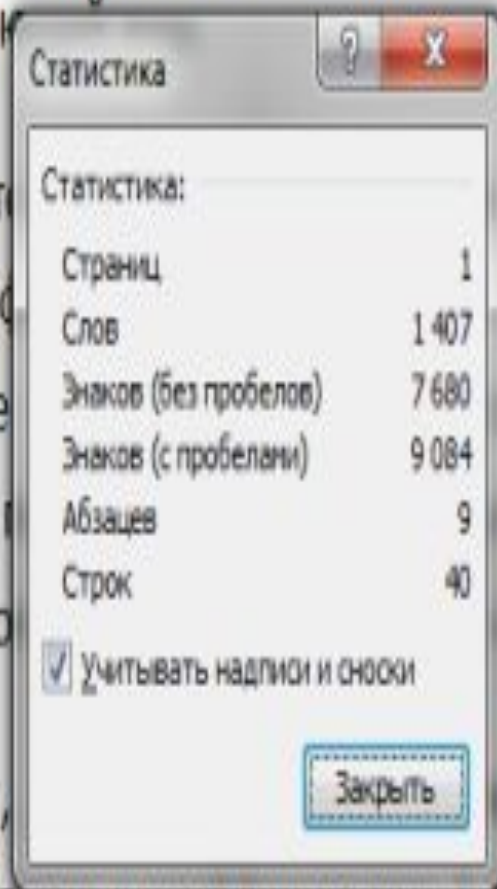 Статистика
Статистика:
Страниц 1
Слов 1 407
Знаков (без пробелов) 7 680
Знаков (с пробелами) 9 084
Абзацев 9
Строк 40
Учитывать надписи и сноски
Закрыть